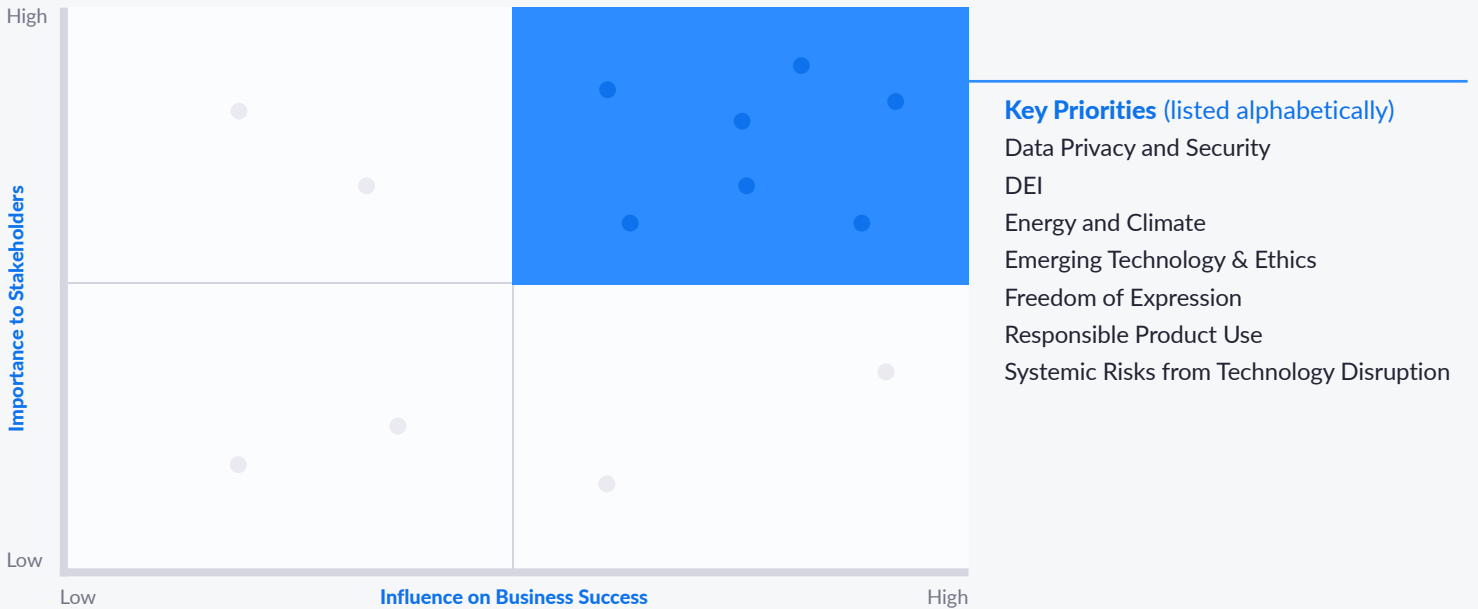 High
Importance to Stakeholders
Low
Low
Influence on Business Success
High
Key Priorities (listed alphabetically)
Data Privacy and Security
DEI
Energy and Climate
Emerging Technology & Ethics
Freedom of Expression
Responsible Product Use
Systemic Risks from Technology Disruption